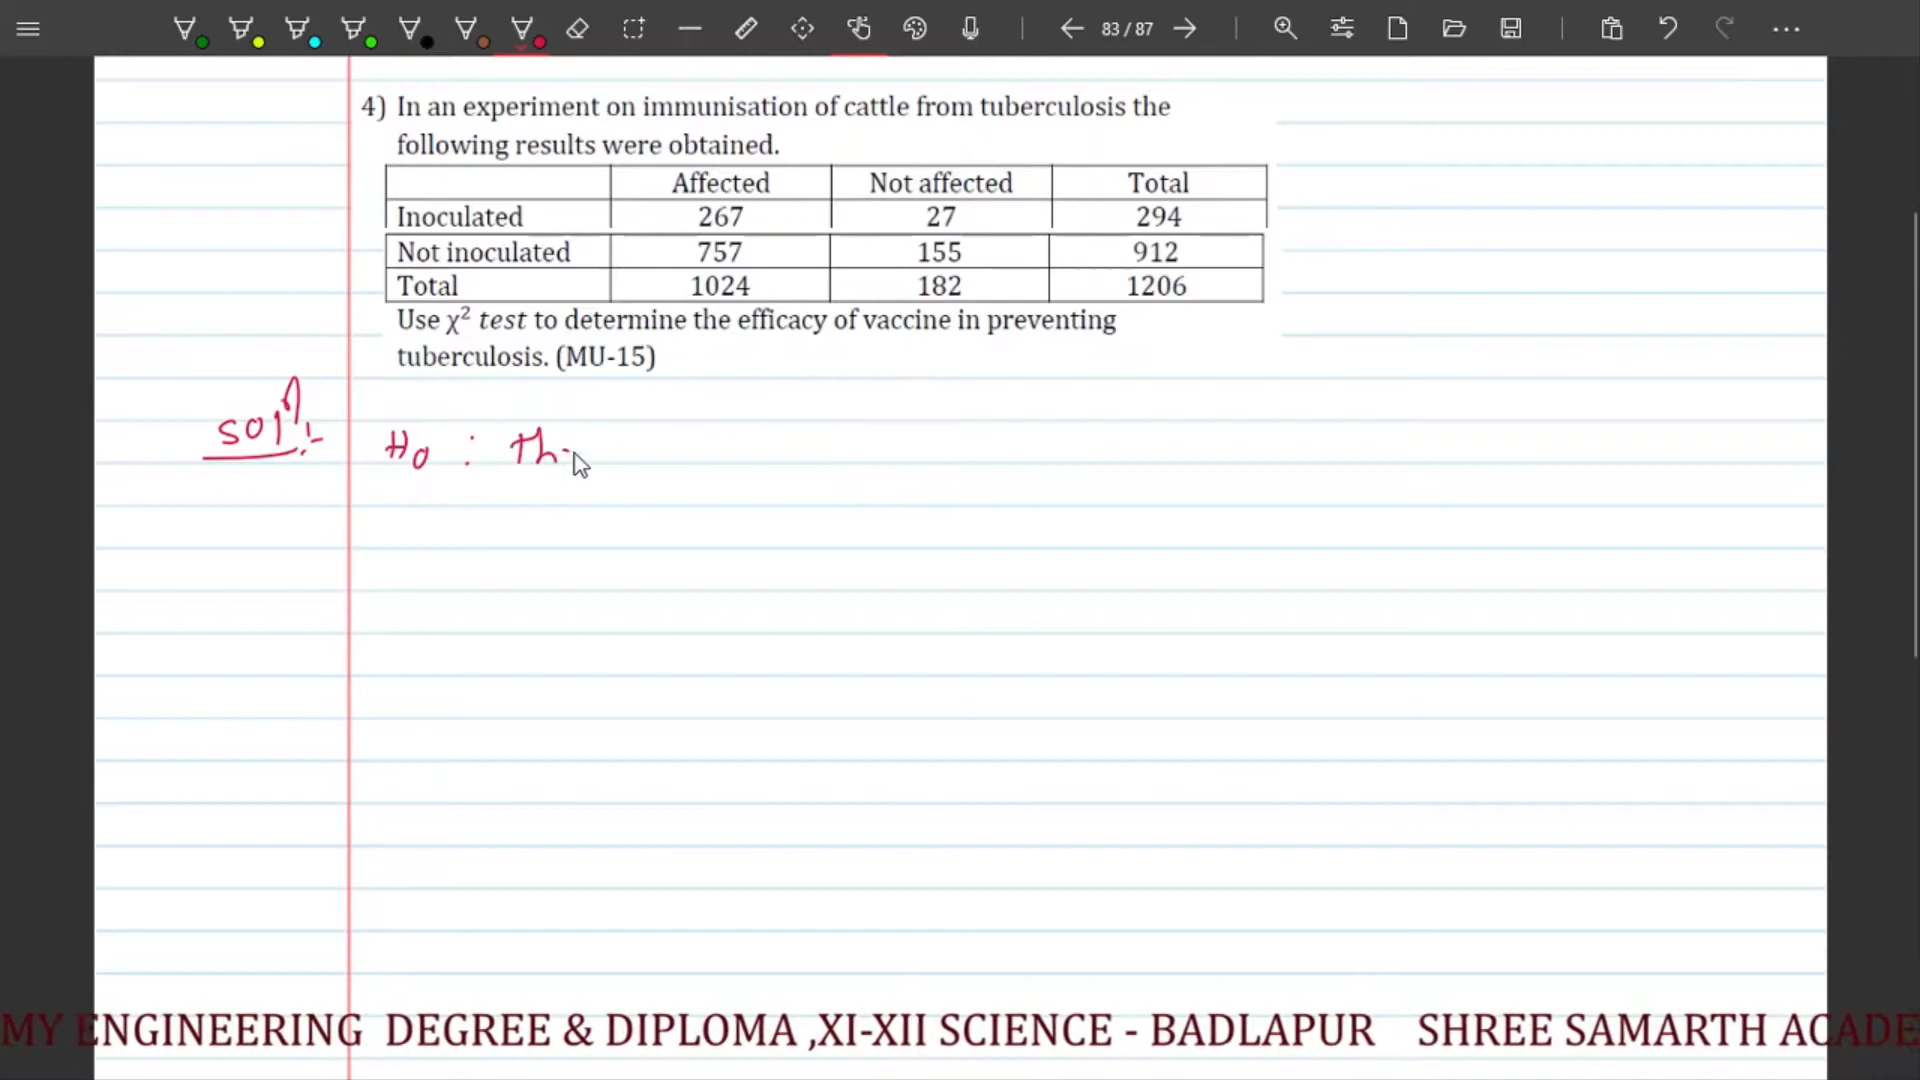 83 / 87
4) In an experiment on immunisation of cattle from tuberculosis the
following results were obtained.
Affected Not affected Total
Inoculated 267 27 294
Not inoculated 757 155 912
Total 1024 182 1206
Use χ² test to determine the efficacy of vaccine in preventing
tuberculosis. (MU-15)
Solⁿ:-
H₀ : Th
MY ENGINEERING DEGREE & DIPLOMA ,XI-XII SCIENCE - BADLAPUR SHREE SAMARTH ACADE